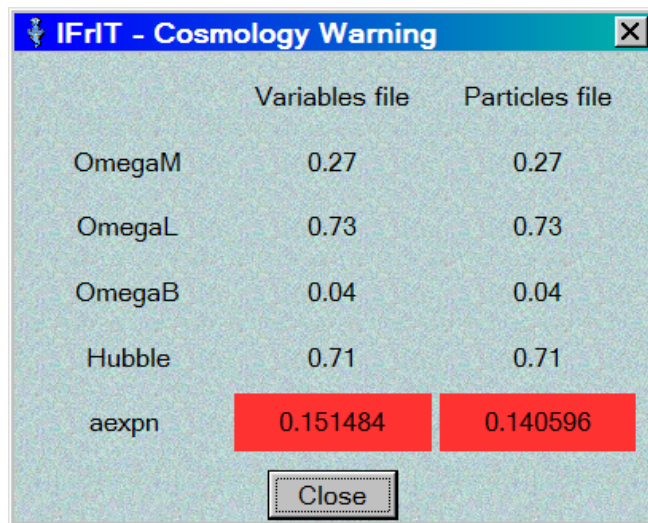 IFrIT - Cosmology Warning
Variables file Particles file
OmegaM 0.27 0.27
OmegaL 0.73 0.73
OmegaB 0.04 0.04
Hubble 0.71 0.71
aexpn 0.151484 0.140596
Close